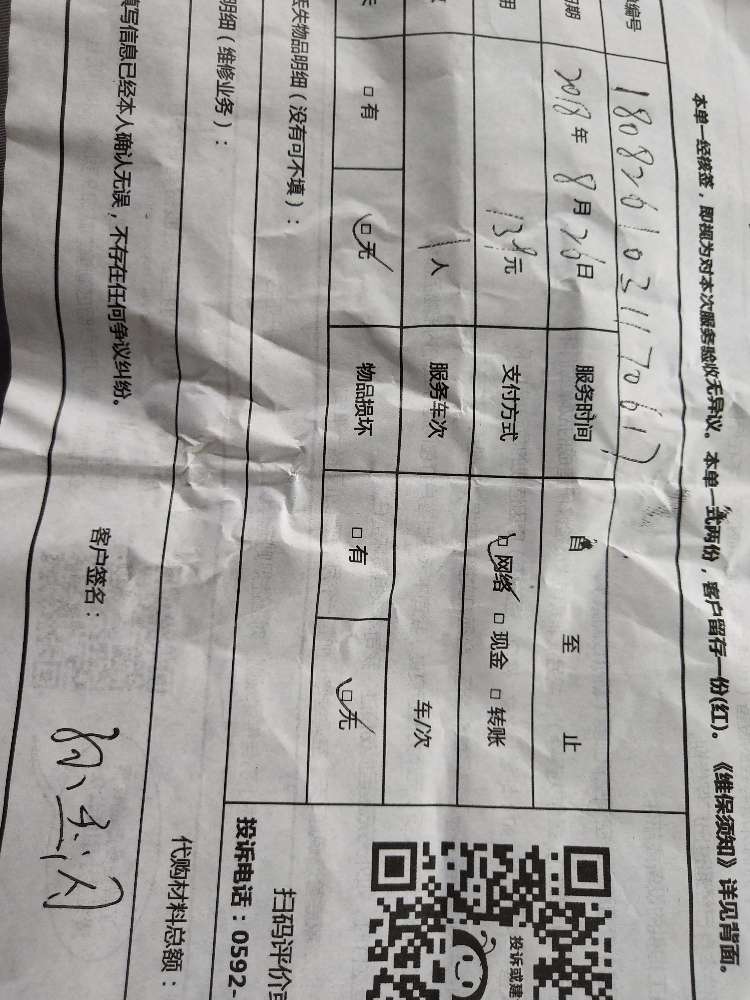 本单一经核签，即视为对本次服务验收无异议。本单一式两份，客户留存一份(红)。《维保须知》详见背面。
编号 18082610311170617
日期 2018年8月26日 服务时间 自 至 止
用 139元 支付方式 □网络 □现金 □转账
1人 服务车次 车/次
□有 □无 物品损坏 □有 □无
丢失物品明细（没有可不填）：
明细（维修业务）：
扫码评价或
投诉或建
投诉电话：0592-
代购材料总额：
填写信息已经本人确认无误，不存在任何争议纠纷。
客户签名：